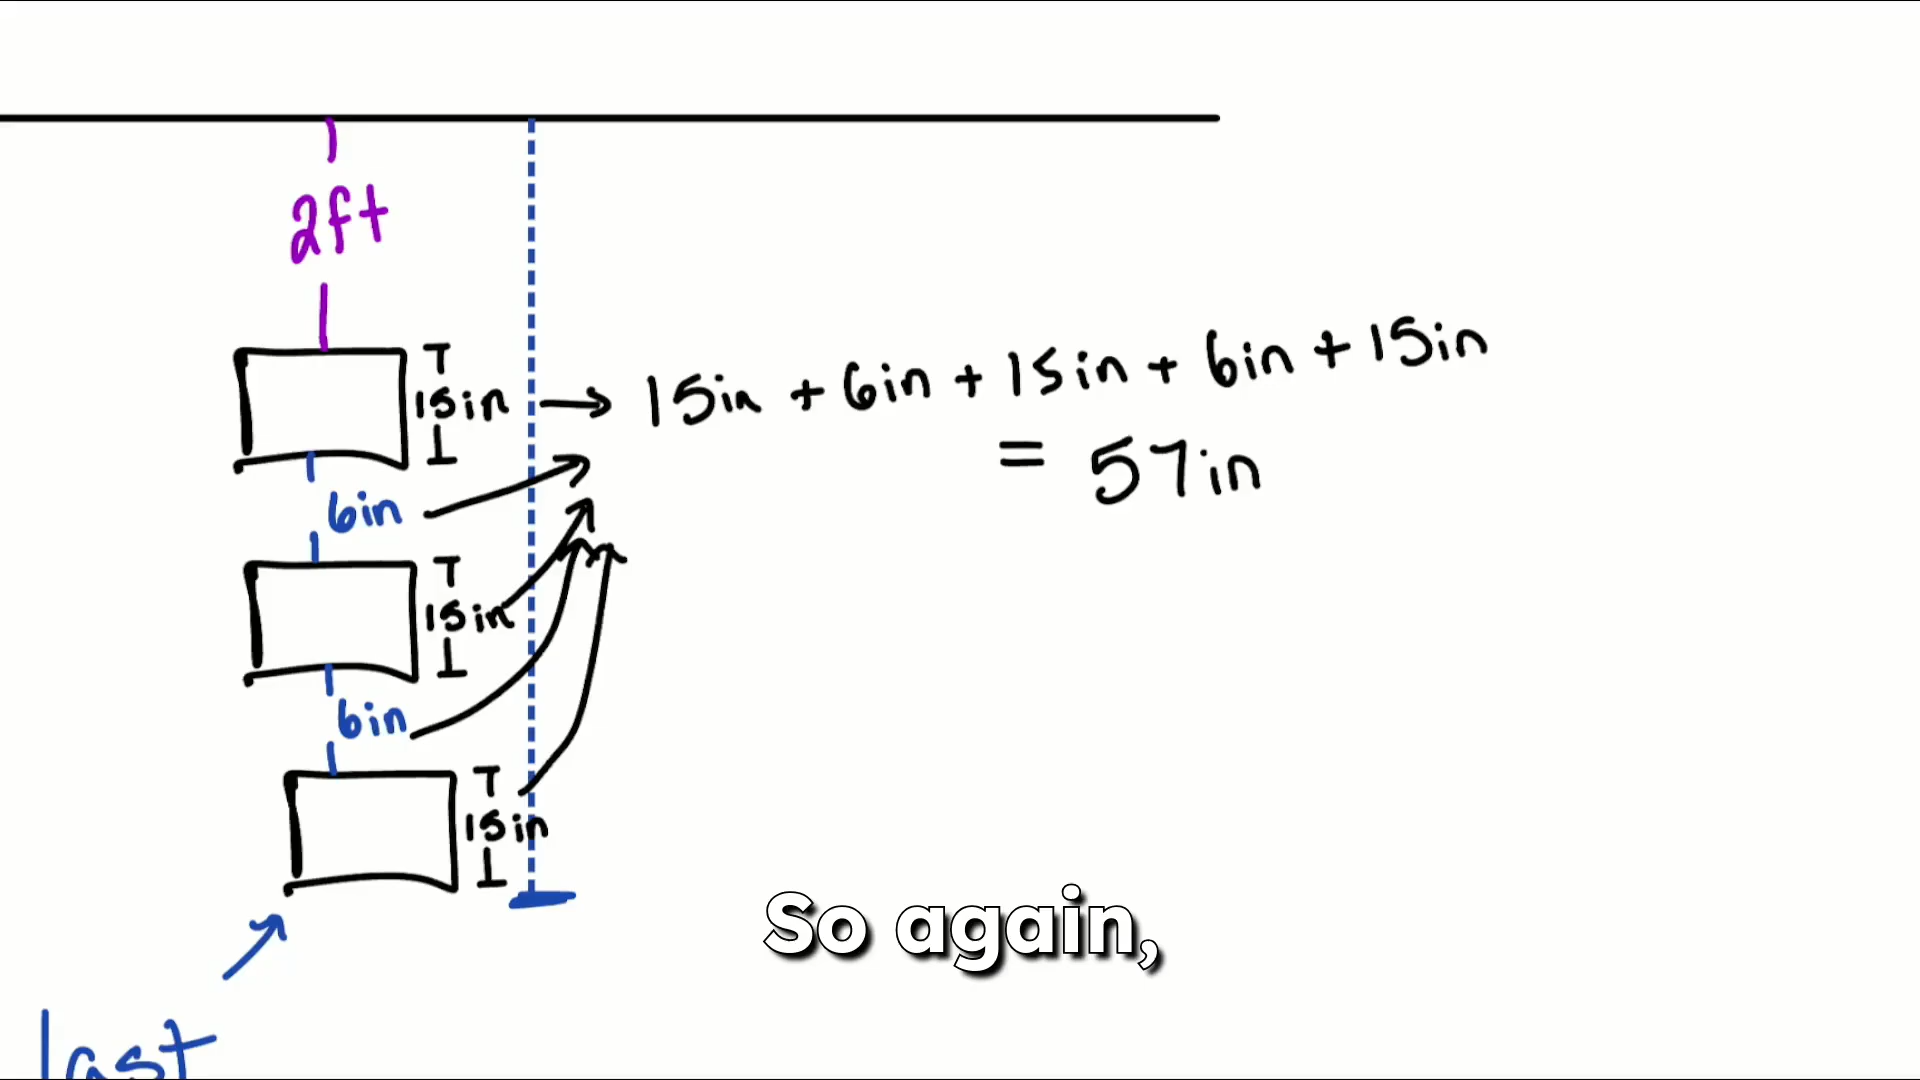 2ft
15in
15in + 6in + 15in + 6in + 15in
= 57in
6in
15in
6in
15in
So again,
last